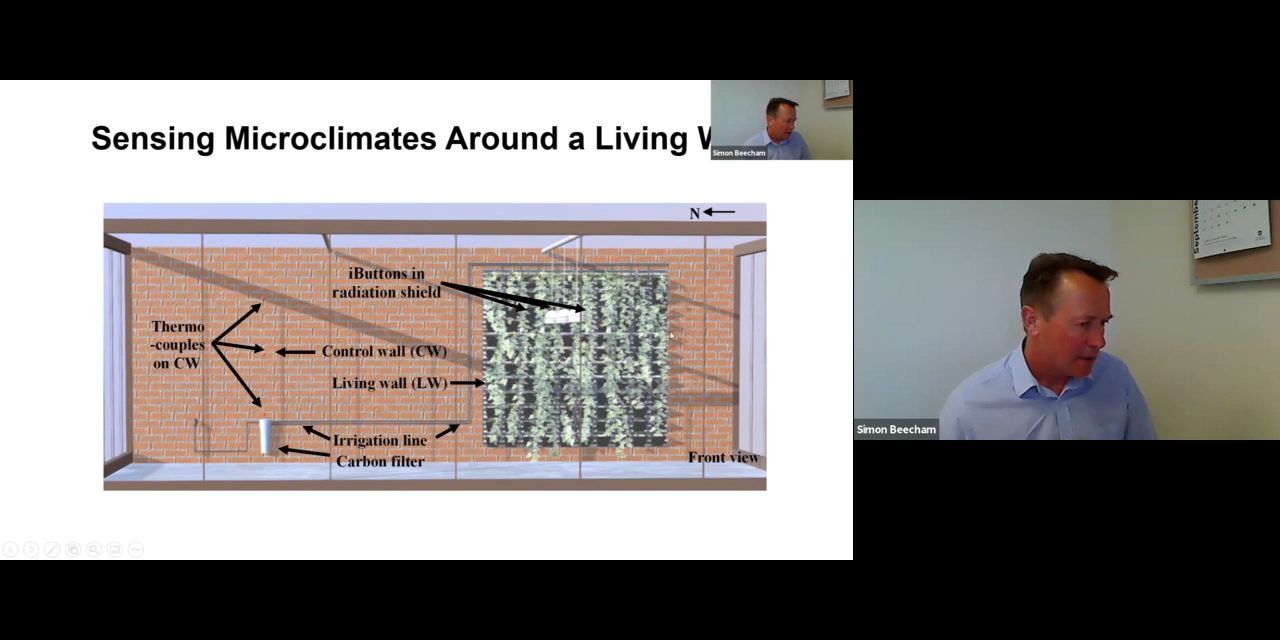 Sensing Microclimates Around a Living
Simon Beecham
N
iButtons in
radiation shield
Thermo
-couples
on CW
Control wall (CW)
Living wall (LW)
Irrigation line
Carbon filter
Front view
September
Simon Beecham